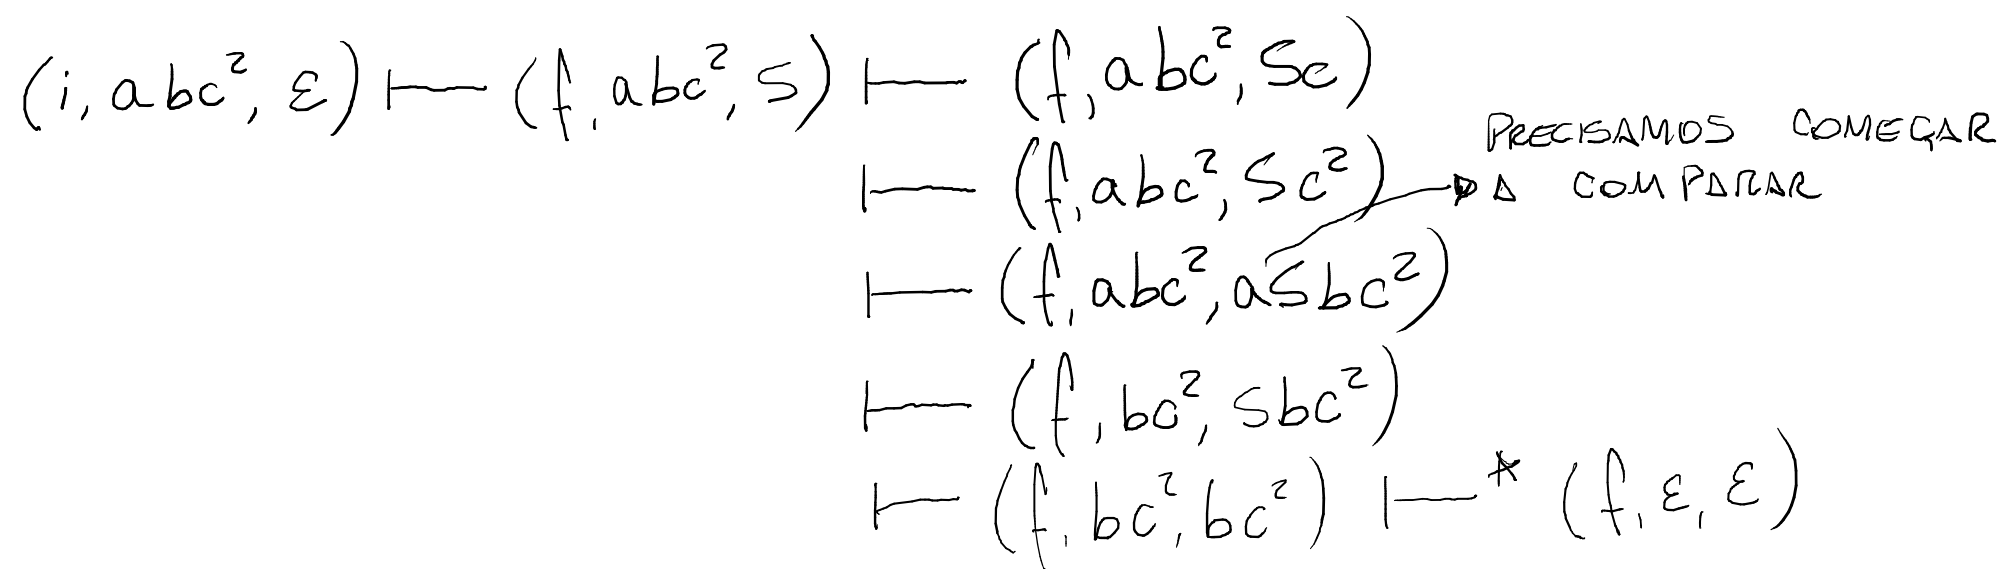 (i, abc², ε) ⊢ (f, abc², S) ⊢ (f, abc², Sc)
⊢ (f, abc², Sc²) → PRECISAMOS COMEÇAR
A COMPARAR
⊢ (f, abc², aSbc²)
⊢ (f, bc², Sbc²)
⊢ (f, bc², bc²) ⊢* (f, ε, ε)